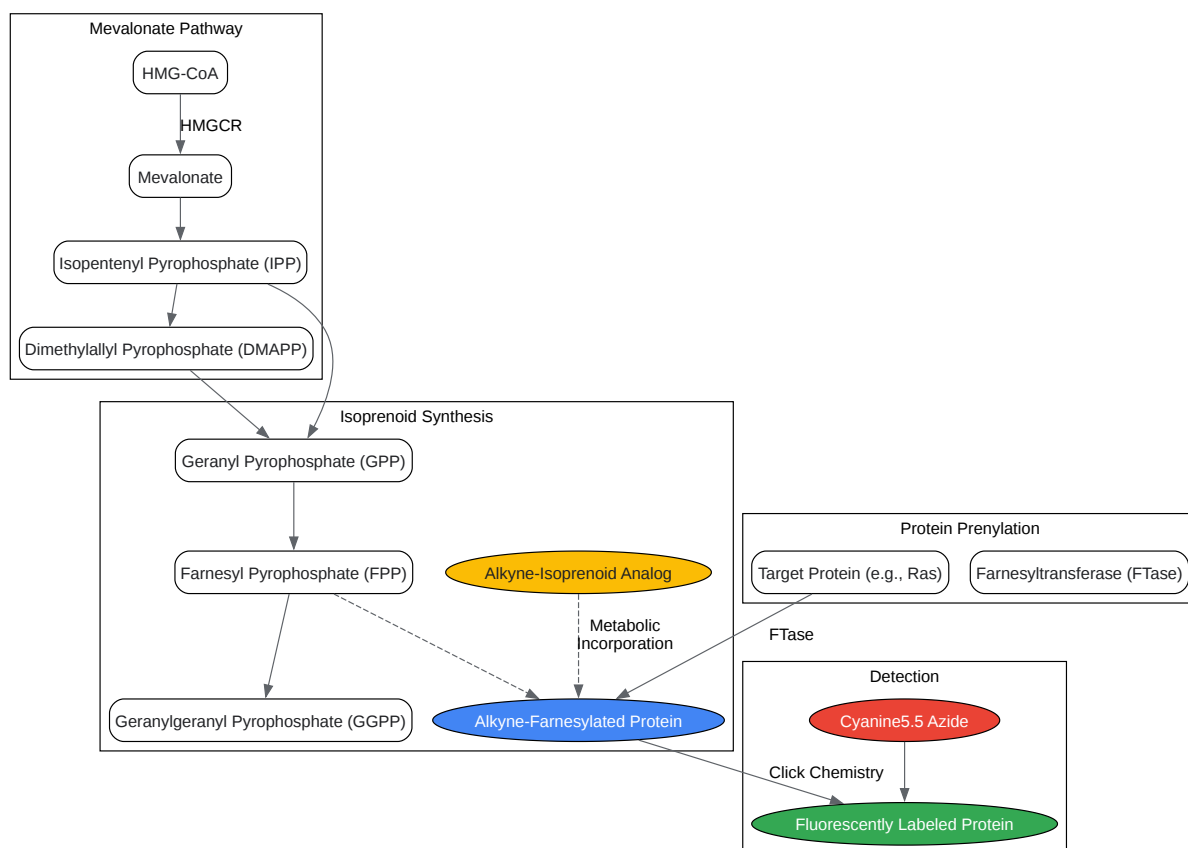 Mevalonate Pathway
HMG-CoA
HMGCR
Mevalonate
Isopentenyl Pyrophosphate (IPP)
Dimethylallyl Pyrophosphate (DMAPP)
Isoprenoid Synthesis
Geranyl Pyrophosphate (GPP)
Farnesyl Pyrophosphate (FPP)
Alkyne-Isoprenoid Analog
Metabolic
Incorporation
Geranylgeranyl Pyrophosphate (GGPP)
Alkyne-Farnesylated Protein
Protein Prenylation
Target Protein (e.g., Ras)
Farnesyltransferase (FTase)
FTase
Detection
Cyanine5.5 Azide
Click Chemistry
Fluorescently Labeled Protein